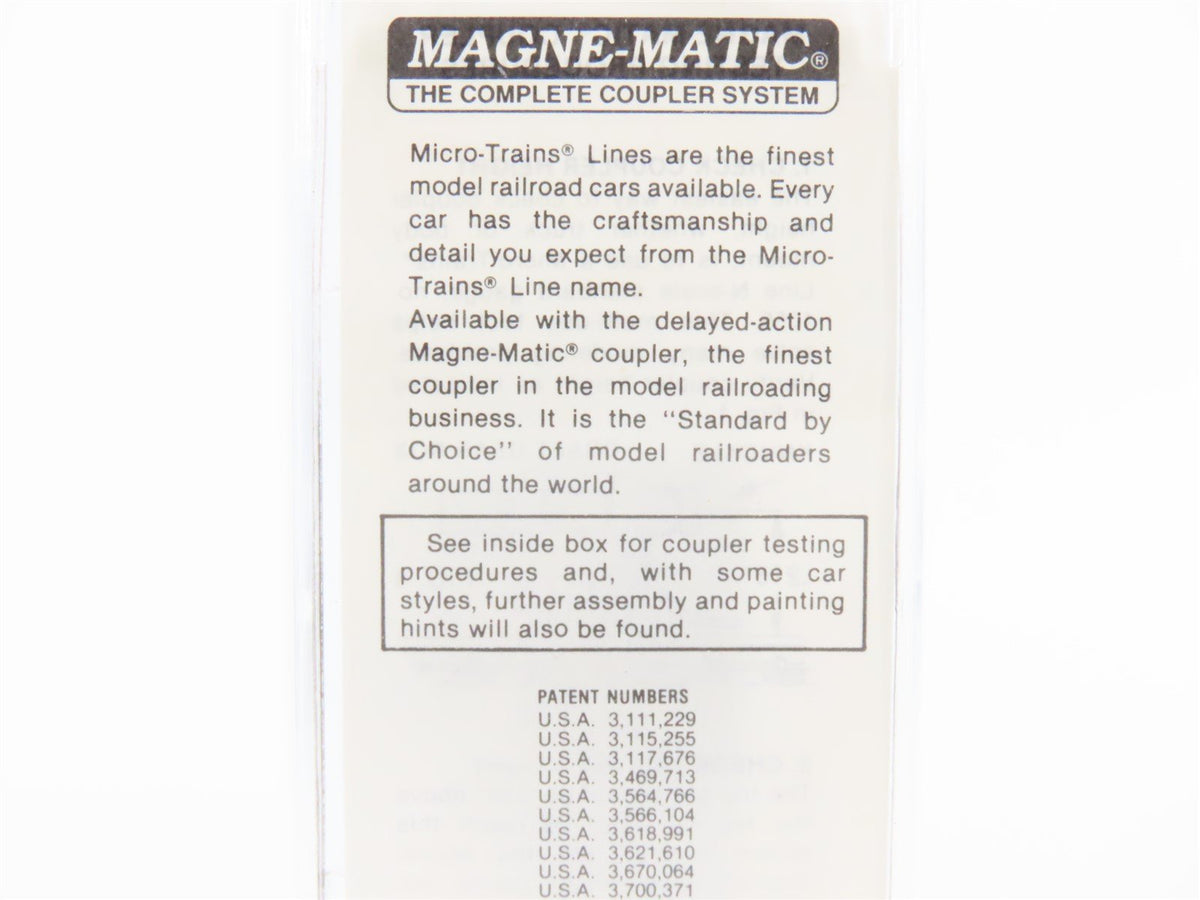 MAGNE-MATIC®
THE COMPLETE COUPLER SYSTEM
Micro-Trains® Lines are the finest
model railroad cars available. Every
car has the craftsmanship and
detail you expect from the Micro-
Trains® Line name.
Available with the delayed-action
Magne-Matic® coupler, the finest
coupler in the model railroading
business. It is the "Standard by
Choice" of model railroaders
around the world.
See inside box for coupler testing
procedures and, with some car
styles, further assembly and painting
hints will also be found.
PATENT NUMBERS
U.S.A. 3,111,229
U.S.A. 3,115,255
U.S.A. 3,117,676
U.S.A. 3,469,713
U.S.A. 3,564,766
U.S.A. 3,566,104
U.S.A. 3,618,991
U.S.A. 3,621,610
U.S.A. 3,670,064
U.S.A. 3,700,371